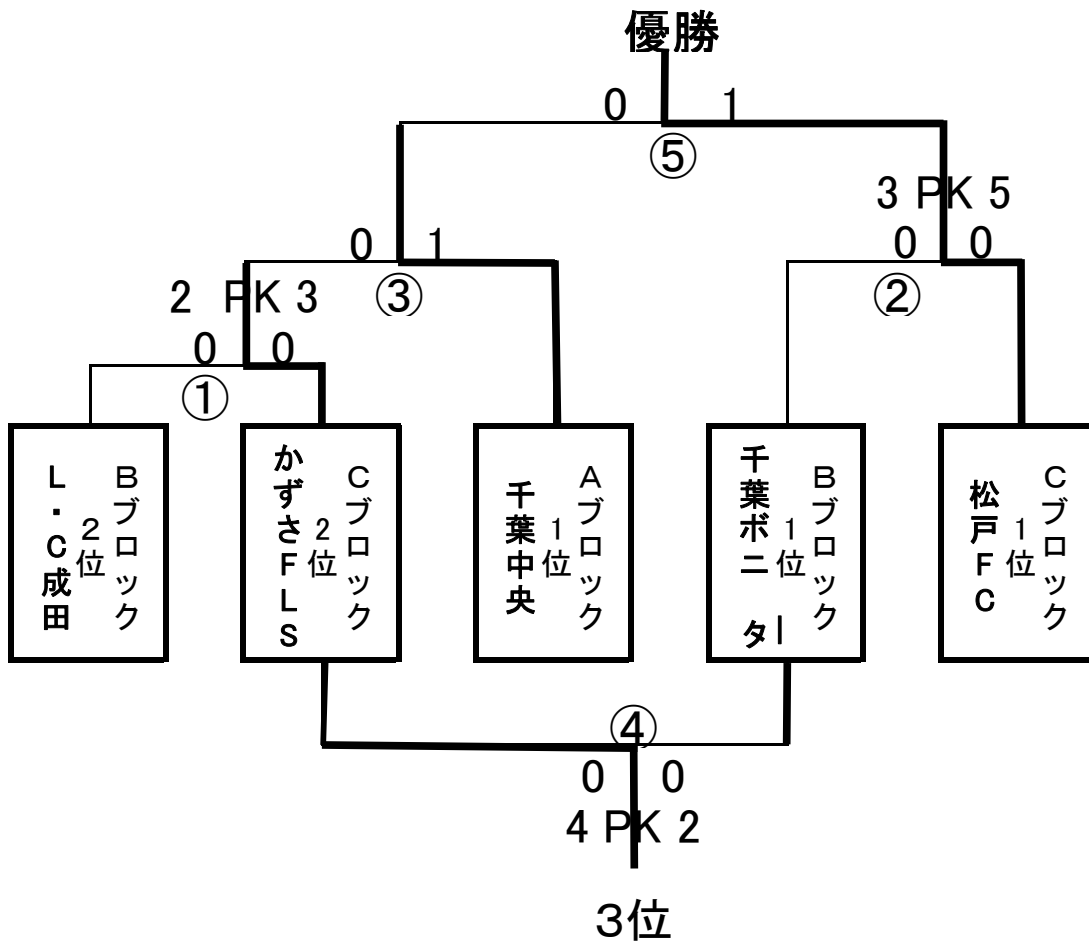 優勝
0 1
⑤
3 PK 5
0 0
②
0 1
③
2 PK 3
0 0
①
Bブロック
2位
L・C成田
Cブロック
2位
かずさFLS
Aブロック
1位
千葉中央
Bブロック
1位
千葉ボニータ
Cブロック
1位
松戸FC
④
0 0
4 PK 2
3位